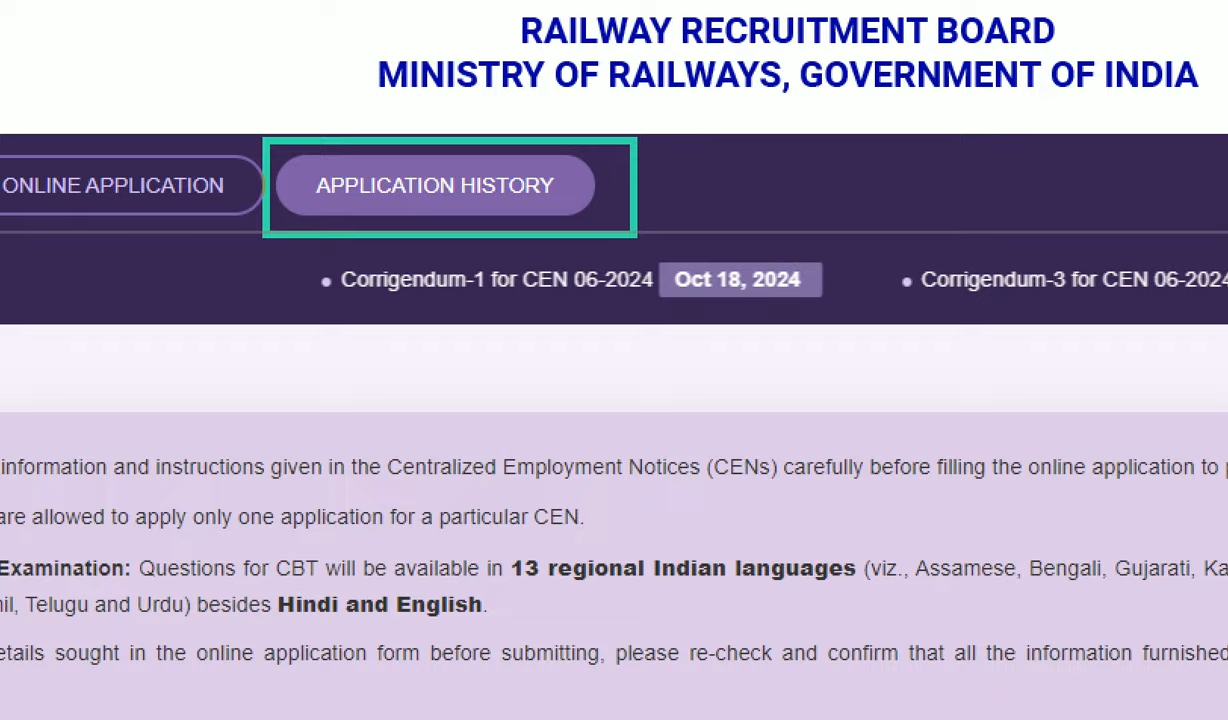 RAILWAY RECRUITMENT BOARD
MINISTRY OF RAILWAYS, GOVERNMENT OF INDIA
ONLINE APPLICATION
APPLICATION HISTORY
• Corrigendum-1 for CEN 06-2024 Oct 18, 2024 • Corrigendum-3 for CEN 06-2024
information and instructions given in the Centralized Employment Notices (CENs) carefully before filling the online application to
are allowed to apply only one application for a particular CEN.
Examination: Questions for CBT will be available in 13 regional Indian languages (viz., Assamese, Bengali, Gujarati,
Telugu and Urdu) besides Hindi and English.
sought in the online application form before submitting, please re-check and confirm that all the information furnished